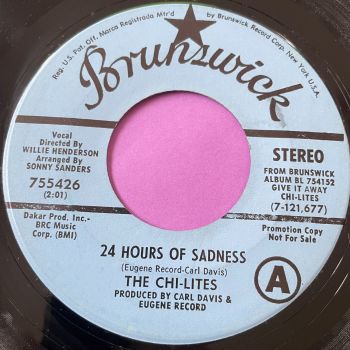 Reg. U.S. Pat. Off. Marca Registrada Mfr'd by Brunswick Record Corp. New York, U.S.A.
Brunswick
Vocal
Directed By
WILLIE HENDERSON
Arranged By
SONNY SANDERS
755426
(2:01)
Dakar Prod. Inc.-
BRC Music
Corp. (BMI)
STEREO
FROM BRUNSWICK
ALBUM BL 754152
GIVE IT AWAY
CHI-LITES
(7-121,677)
Promotion Copy
Not For Sale
A
24 HOURS OF SADNESS
(Eugene Record-Carl Davis)
THE CHI-LITES
PRODUCED BY CARL DAVIS &
EUGENE RECORD